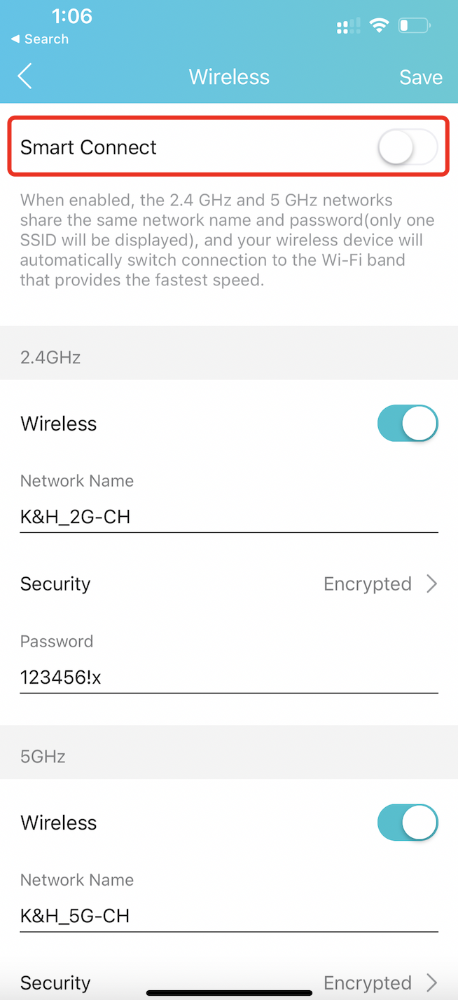 1:06
◀ Search
Wireless
Save
Smart Connect
When enabled, the 2.4 GHz and 5 GHz networks
share the same network name and password(only one
SSID will be displayed), and your wireless device will
automatically switch connection to the Wi-Fi band
that provides the fastest speed.
2.4GHz
Wireless
Network Name
K&H_2G-CH
Security Encrypted
Password
123456!x
5GHz
Wireless
Network Name
K&H_5G-CH
Security Encrypted